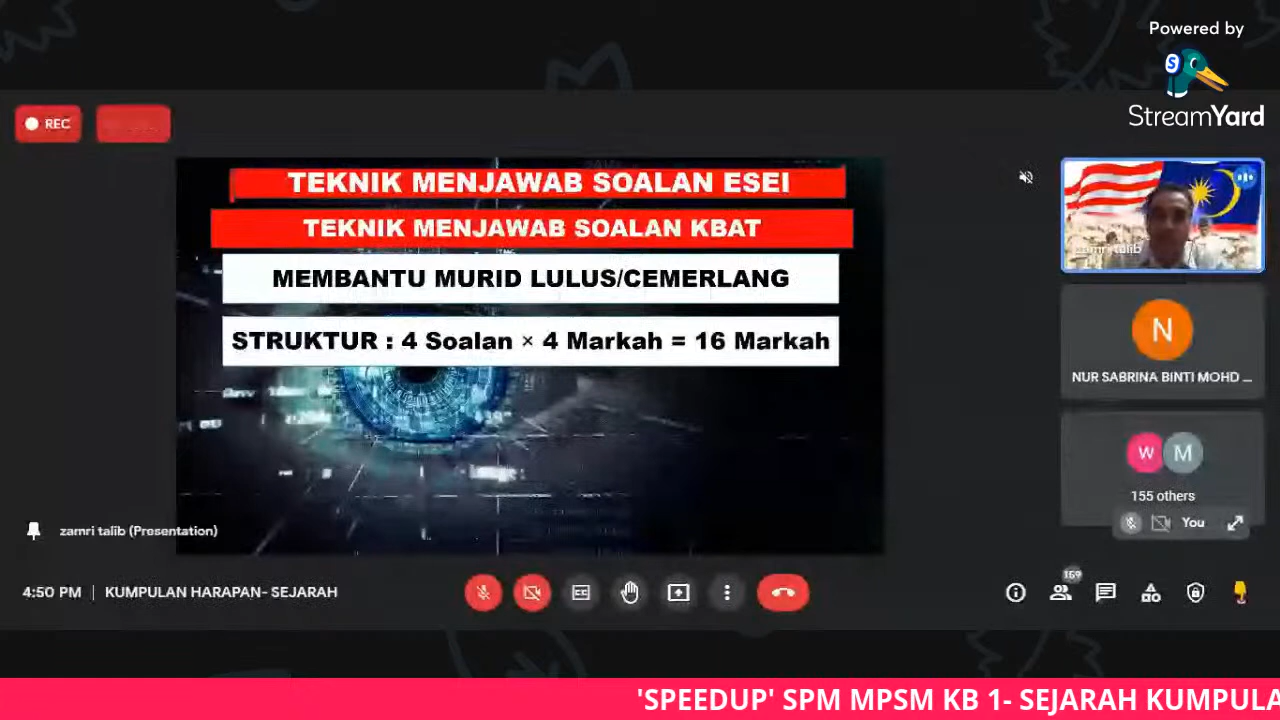 Powered by
StreamYard
REC
TEKNIK MENJAWAB SOALAN ESEI
TEKNIK MENJAWAB SOALAN KBAT
MEMBANTU MURID LULUS/CEMERLANG
STRUKTUR : 4 Soalan × 4 Markah = 16 Markah
zamri talib
N
NUR SABRINA BINTI MOHD ...
W M
155 others
You
zamri talib (Presentation)
4:50 PM | KUMPULAN HARAPAN- SEJARAH
159
'SPEEDUP' SPM MPSM KB 1- SEJARAH KUMPULA